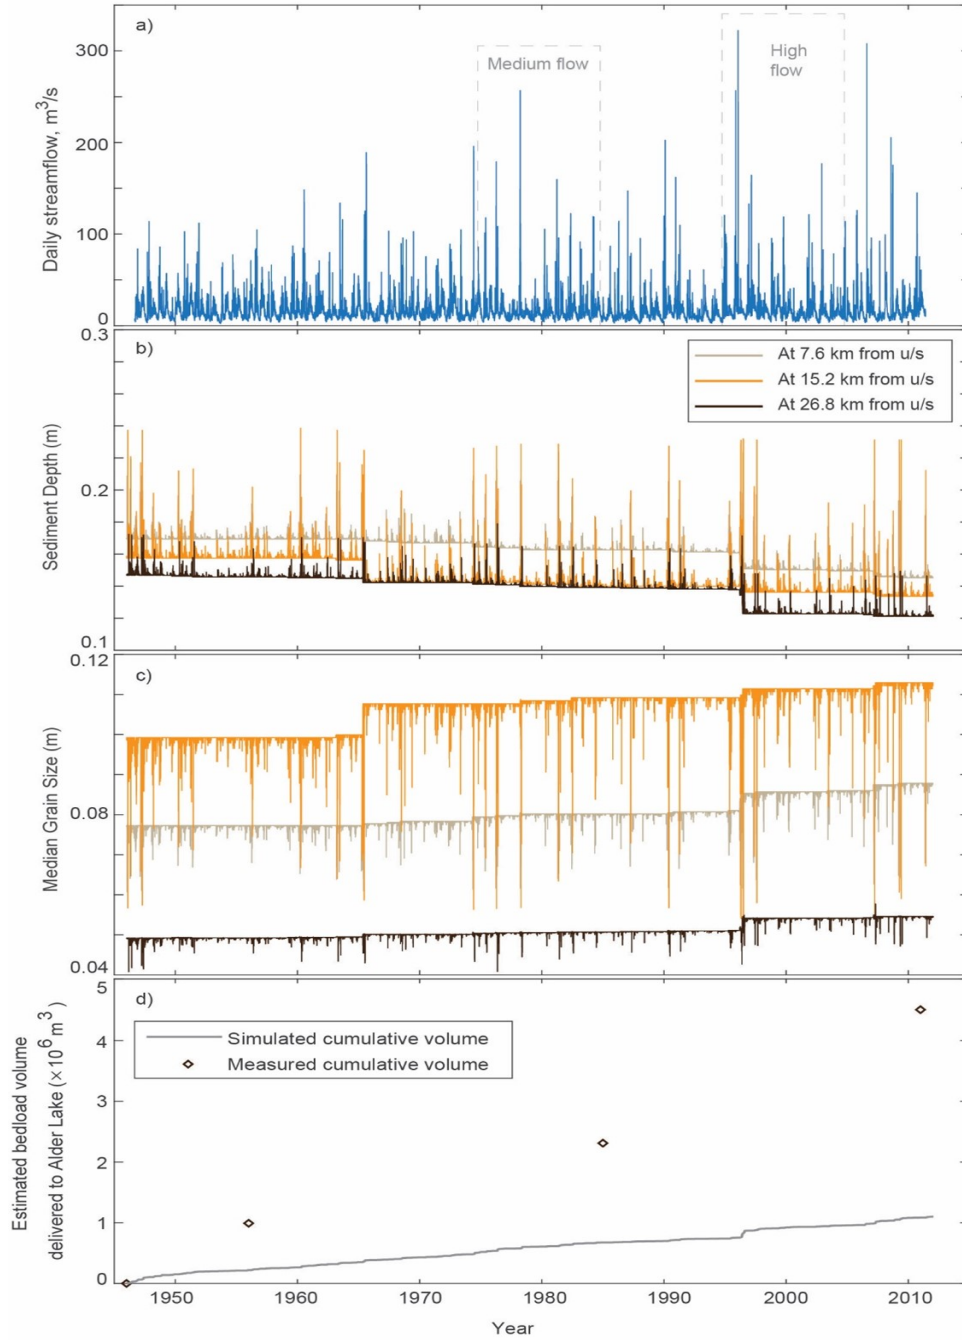 a)
350
300
200
100
0
Daily streamflow, m³/s
Medium flow
High
flow
b)
0.3
0.2
0.1
Sediment Depth (m)
At 7.6 km from u/s
At 15.2 km from u/s
At 26.8 km from u/s
c)
0.12
0.08
0.04
Median Grain Size (m)
d)
5
4
3
2
1
0
Estimated bedload volume
delivered to Alder Lake (×10⁶ m³)
Simulated cumulative volume
Measured cumulative volume
1950 1960 1970 1980 1990 2000 2010
Year